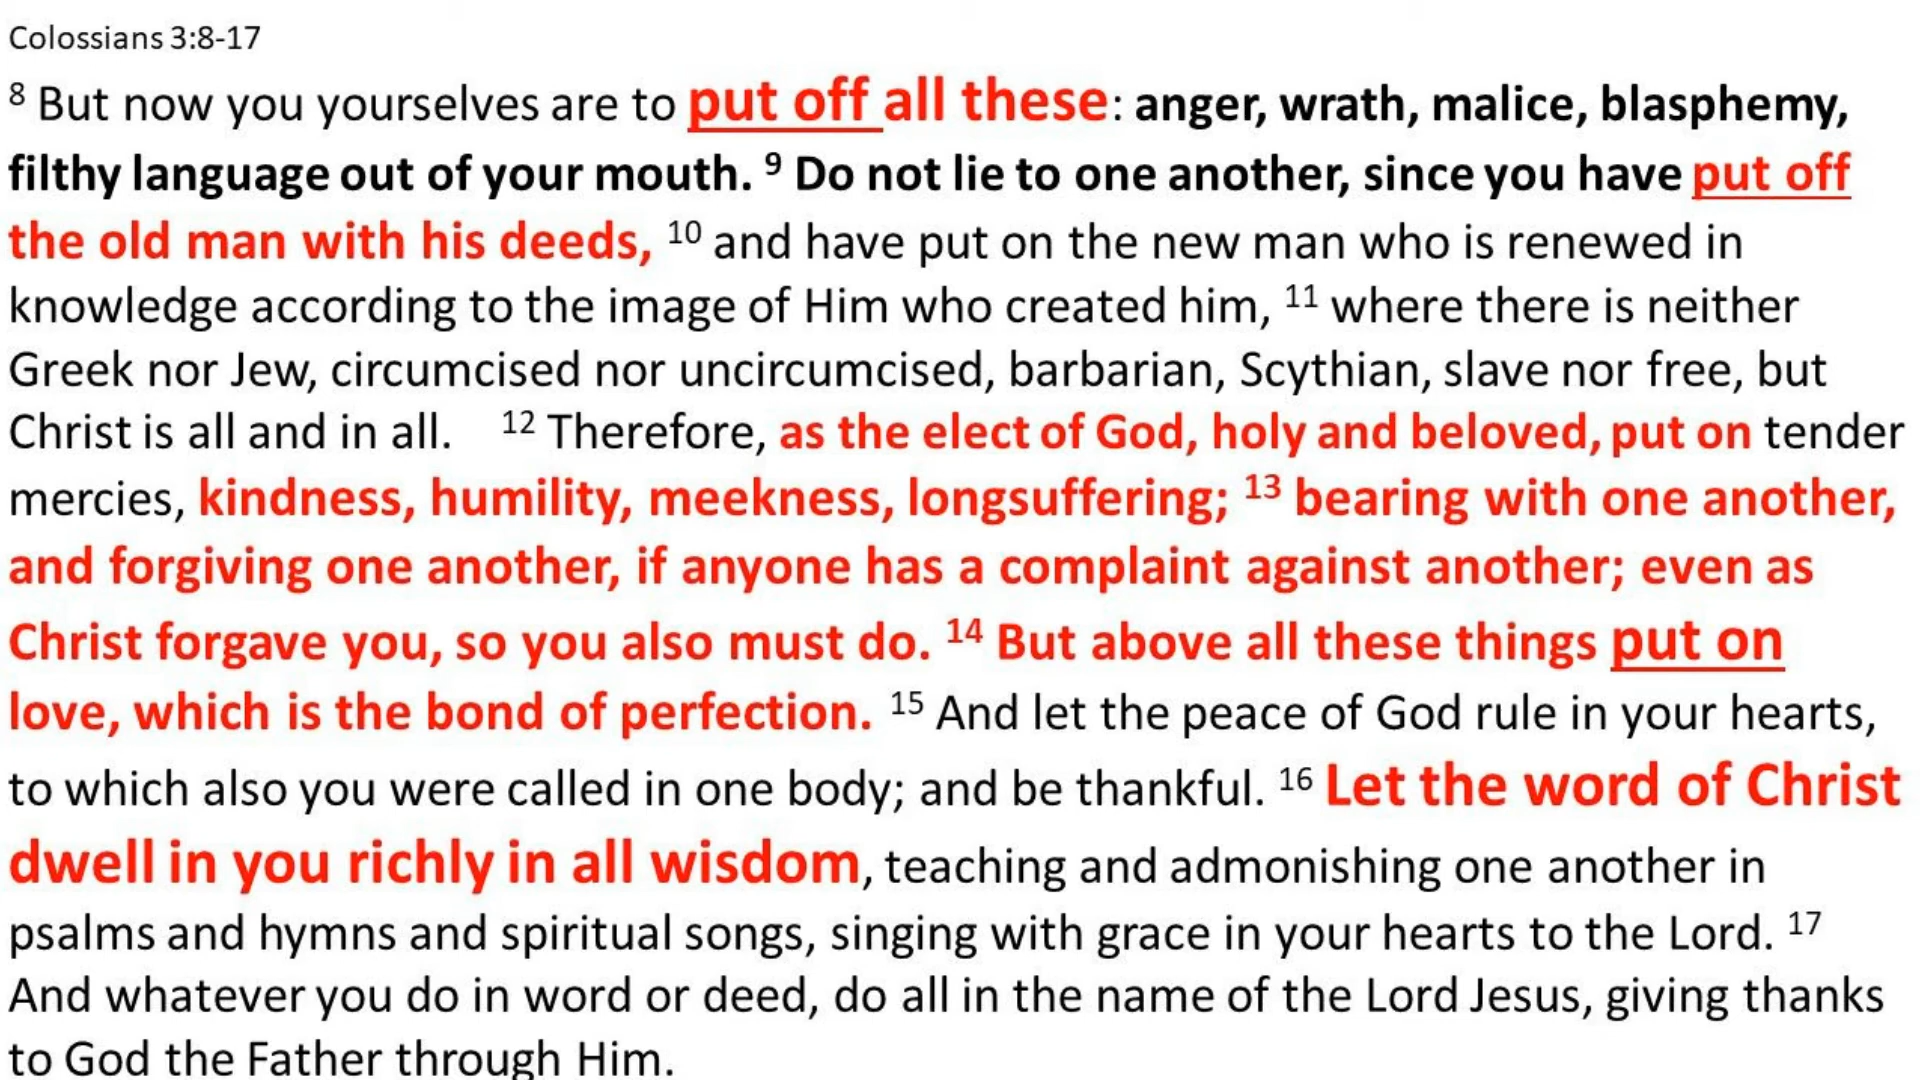 Colossians 3:8-17
8 But now you yourselves are to put off all these: anger, wrath, malice, blasphemy,
filthy language out of your mouth. 9 Do not lie to one another, since you have put off
the old man with his deeds, 10 and have put on the new man who is renewed in
knowledge according to the image of Him who created him, 11 where there is neither
Greek nor Jew, circumcised nor uncircumcised, barbarian, Scythian, slave nor free, but
Christ is all and in all. 12 Therefore, as the elect of God, holy and beloved, put on tender
mercies, kindness, humility, meekness, longsuffering; 13 bearing with one another,
and forgiving one another, if anyone has a complaint against another; even as
Christ forgave you, so you also must do. 14 But above all these things put on
love, which is the bond of perfection. 15 And let the peace of God rule in your hearts,
to which also you were called in one body; and be thankful. 16 Let the word of Christ
dwell in you richly in all wisdom, teaching and admonishing one another in
psalms and hymns and spiritual songs, singing with grace in your hearts to the Lord. 17
And whatever you do in word or deed, do all in the name of the Lord Jesus, giving thanks
to God the Father through Him.